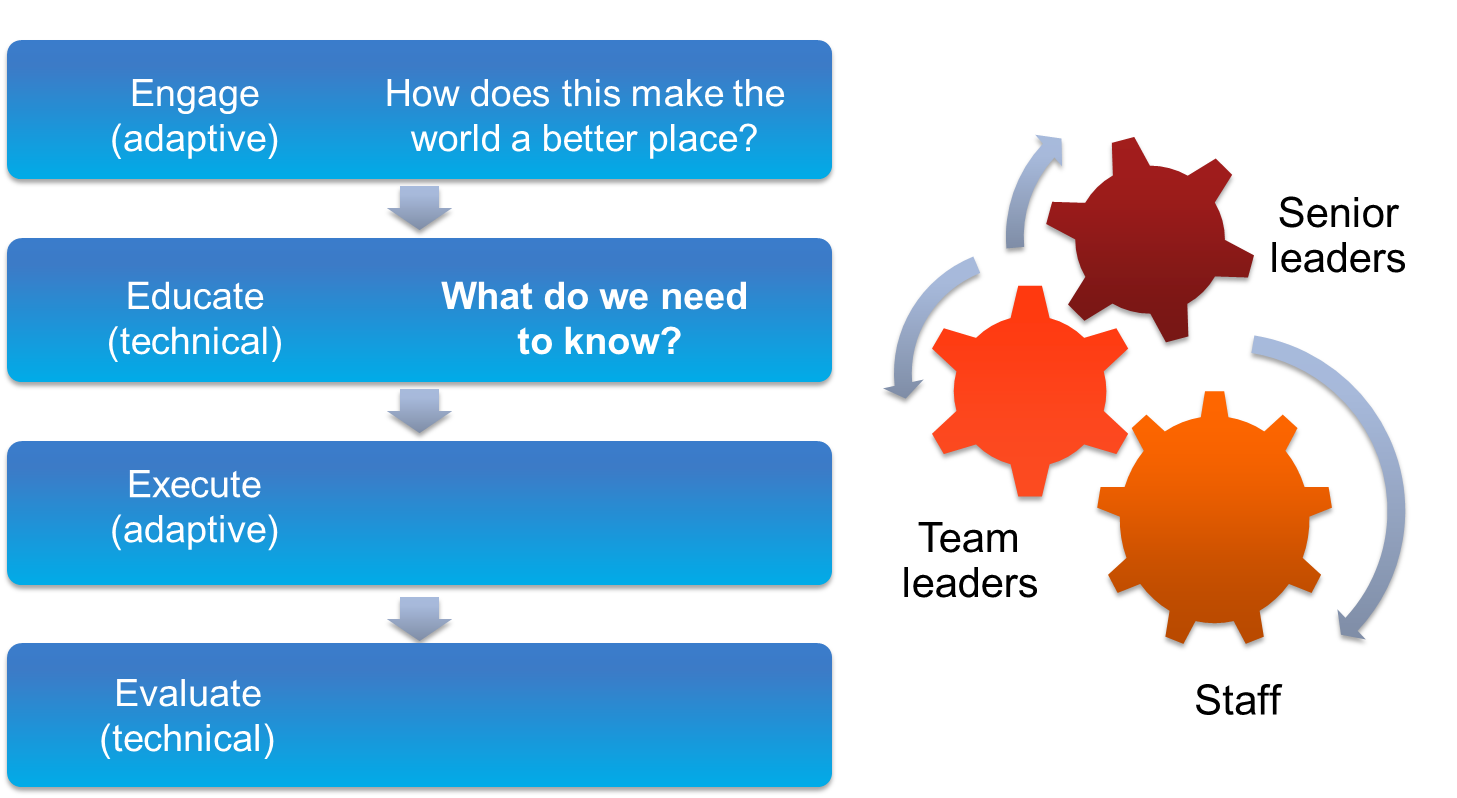 Engage
(adaptive)
How does this make the
world a better place?
Educate
(technical)
What do we need
to know?
Execute
(adaptive)
Evaluate
(technical)
Senior
leaders
Team
leaders
Staff